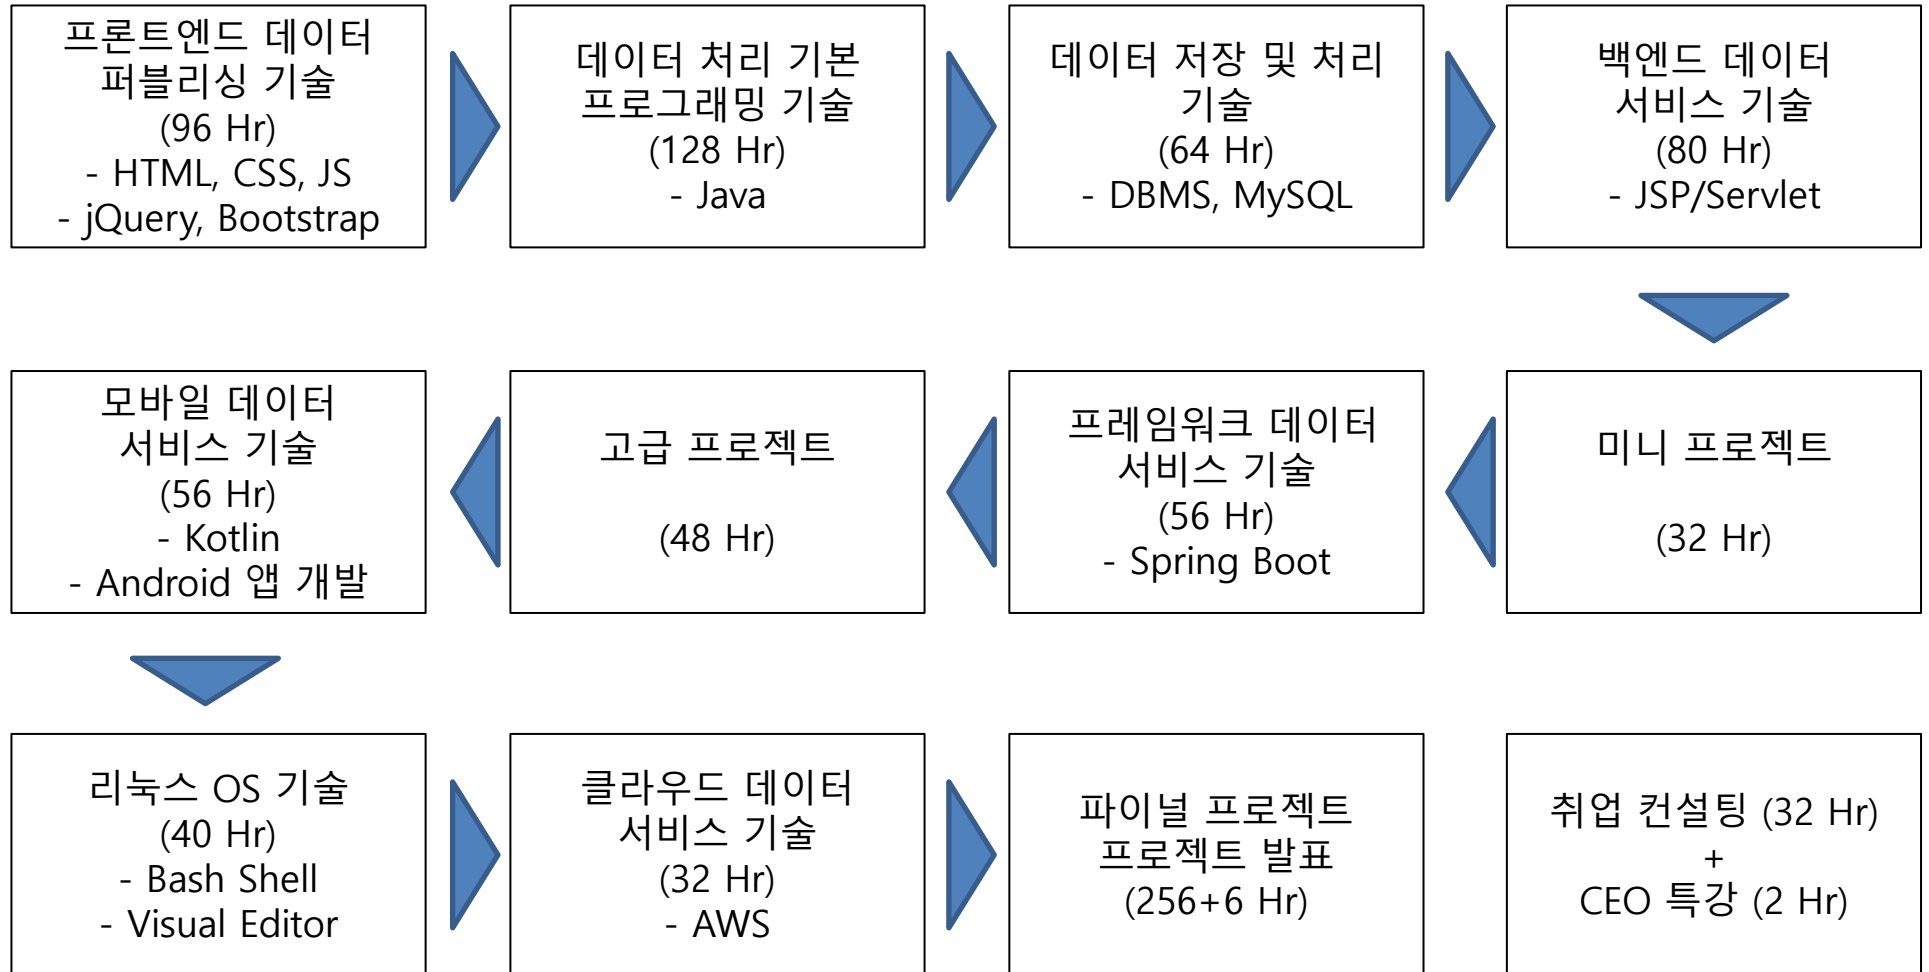 프론트엔드 데이터
퍼블리싱 기술
(96 Hr)
- HTML, CSS, JS
- jQuery, Bootstrap
데이터 처리 기본
프로그래밍 기술
(128 Hr)
- Java
데이터 저장 및 처리
기술
(64 Hr)
- DBMS, MySQL
백엔드 데이터
서비스 기술
(80 Hr)
- JSP/Servlet
미니 프로젝트
(32 Hr)
프레임워크 데이터
서비스 기술
(56 Hr)
- Spring Boot
고급 프로젝트
(48 Hr)
모바일 데이터
서비스 기술
(56 Hr)
- Kotlin
- Android 앱 개발
리눅스 OS 기술
(40 Hr)
- Bash Shell
- Visual Editor
클라우드 데이터
서비스 기술
(32 Hr)
- AWS
파이널 프로젝트
프로젝트 발표
(256+6 Hr)
취업 컨설팅 (32 Hr)
+
CEO 특강 (2 Hr)